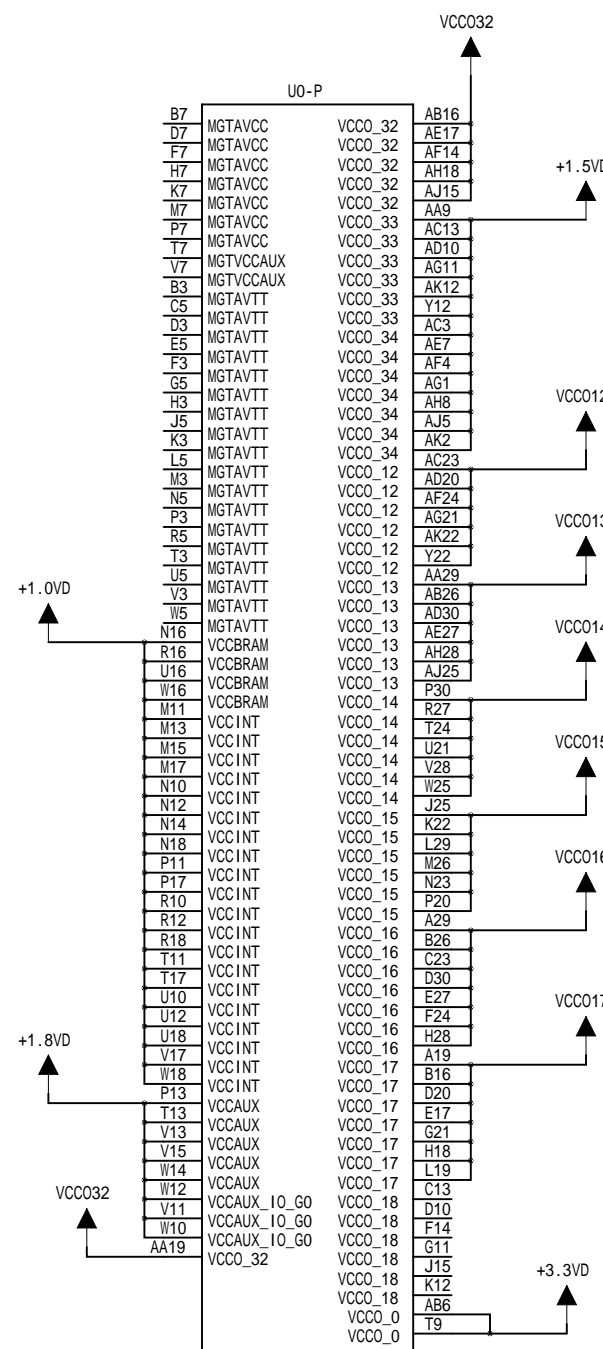 VCCO32
U0-P
B7 MGTAVCC VCCO_32 AB16
D7 MGTAVCC VCCO_32 AE17
F7 MGTAVCC VCCO_32 AF14
H7 MGTAVCC VCCO_32 AH18
+1.5VD
K7 MGTAVCC VCCO_32 AJ15
M7 MGTAVCC VCCO_33 AA9
P7 MGTAVCC VCCO_33 AC13
T7 MGTVCCAUX VCCO_33 AD10
V7 MGTVCCAUX VCCO_33 AG11
B3 MGTAVTT VCCO_33 AK12
C5 MGTAVTT VCCO_33 Y12
D3 MGTAVTT VCCO_34 AC3
E5 MGTAVTT VCCO_34 AE7
F3 MGTAVTT VCCO_34 AF4
G5 MGTAVTT VCCO_34 AG1
VCCO12
H3 MGTAVTT VCCO_34 AH8
J5 MGTAVTT VCCO_34 AJ5
K3 MGTAVTT VCCO_34 AK2
L5 MGTAVTT VCCO_12 AC23
M3 MGTAVTT VCCO_12 AD20
N5 MGTAVTT VCCO_12 AF24
VCCO13
P3 MGTAVTT VCCO_12 AG21
R5 MGTAVTT VCCO_12 AK22
T3 MGTAVTT VCCO_12 Y22
U5 MGTAVTT VCCO_13 AA29
+1.0VD
V3 MGTAVTT VCCO_13 AB26
W5 MGTAVTT VCCO_13 AD30
VCCO14
N16 VCCBRAM VCCO_13 AE27
R16 VCCBRAM VCCO_13 AH28
U16 VCCBRAM VCCO_13 AJ25
W16 VCCBRAM VCCO_14 P30
M11 VCCINT VCCO_14 R27
M13 VCCINT VCCO_14 T24
VCCO15
M15 VCCINT VCCO_14 U21
M17 VCCINT VCCO_14 V28
N10 VCCINT VCCO_14 W25
N12 VCCINT VCCO_15 J25
N14 VCCINT VCCO_15 K22
N18 VCCINT VCCO_15 L29
VCCO16
P11 VCCINT VCCO_15 M26
P17 VCCINT VCCO_15 N23
R10 VCCINT VCCO_15 P20
R12 VCCINT VCCO_16 A29
R18 VCCINT VCCO_16 B26
T11 VCCINT VCCO_16 C23
T17 VCCINT VCCO_16 D30
U10 VCCINT VCCO_16 E27
VCCO17
U12 VCCINT VCCO_16 F24
U18 VCCINT VCCO_16 H28
+1.8VD
V17 VCCINT VCCO_17 A19
W18 VCCINT VCCO_17 B16
P13 VCCAUX VCCO_17 D20
T13 VCCAUX VCCO_17 E17
V13 VCCAUX VCCO_17 G21
V15 VCCAUX VCCO_17 H18
W14 VCCAUX VCCO_17 L19
VCCO32
W12 VCCAUX_IO_G0 VCCO_18 C13
V11 VCCAUX_IO_G0 VCCO_18 D10
W10 VCCAUX_IO_G0 VCCO_18 F14
AA19 VCCO_32 VCCO_18 G11
VCCO_18 J15
+3.3VD
VCCO_18 K12
VCCO_0 AB6
VCCO_0 T9